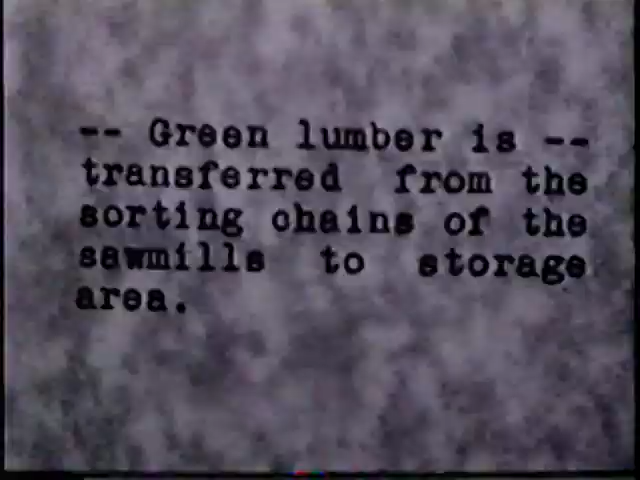 -- Green lumber is --
transferred from the
sorting chains of the
sawmills to storage
area.